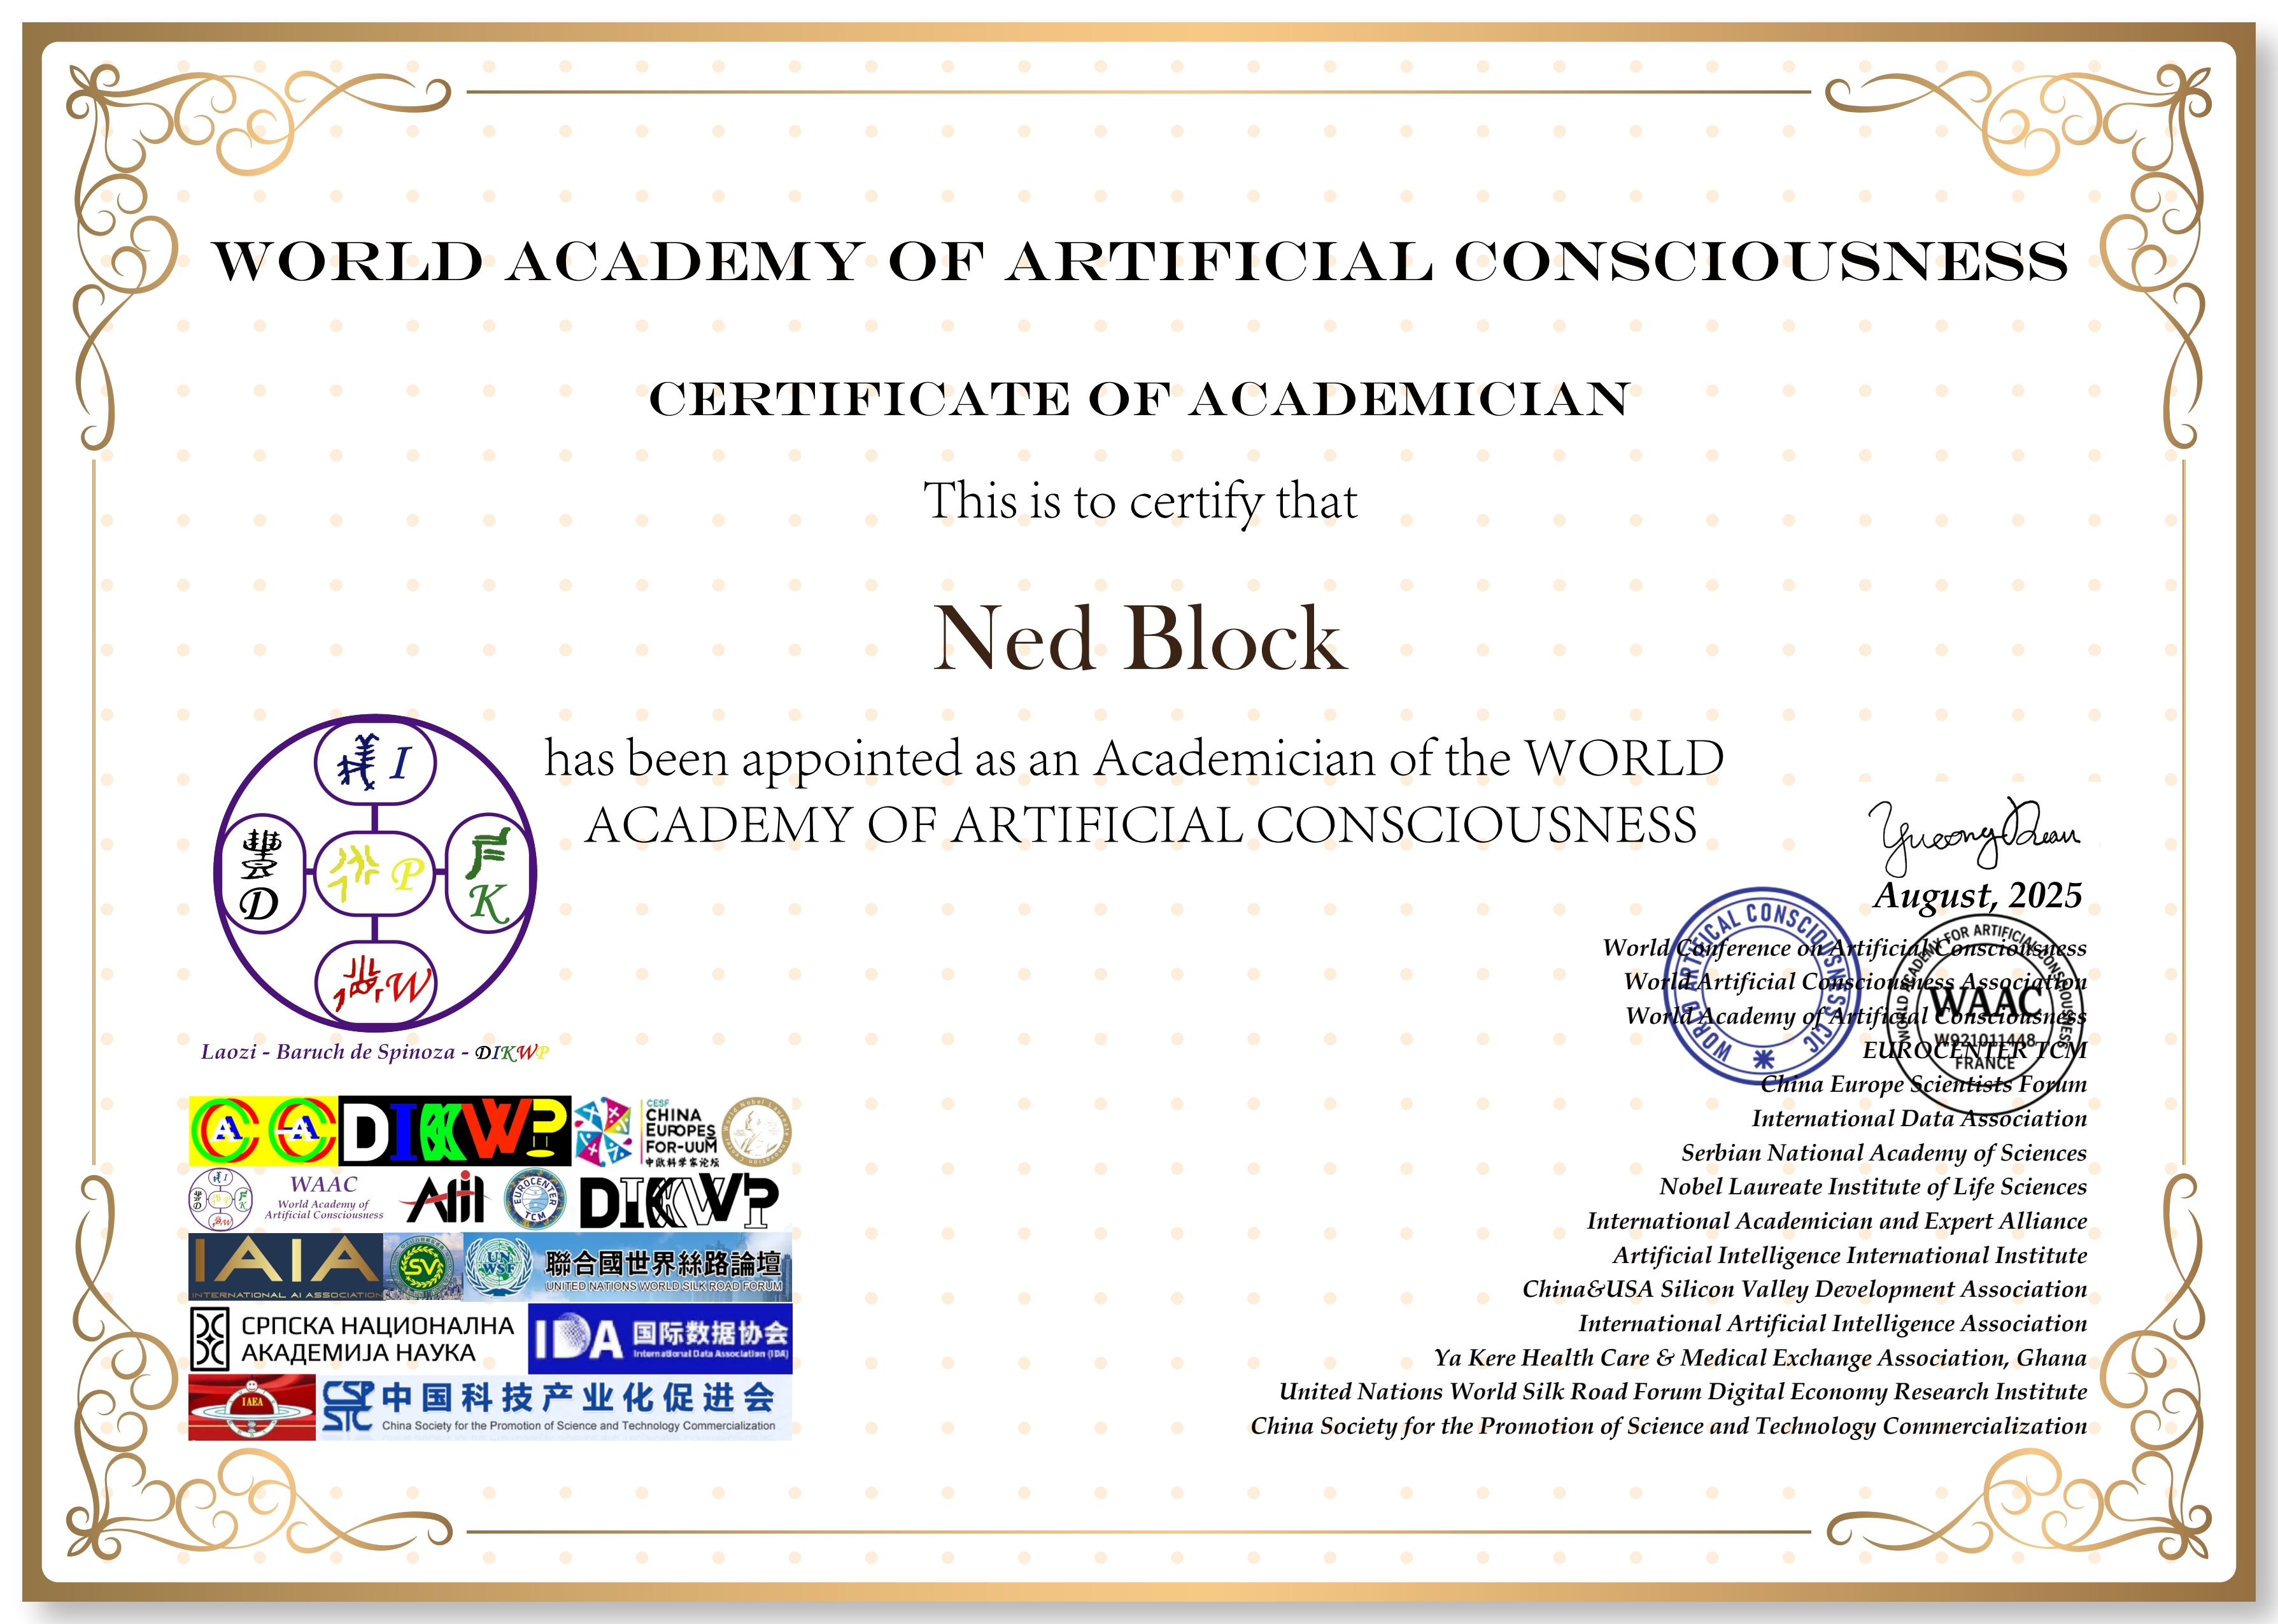 WORLD ACADEMY OF ARTIFICIAL CONSCIOUSNESS
CERTIFICATE OF ACADEMICIAN
This is to certify that
Ned Block
has been appointed as an Academician of the WORLD
ACADEMY OF ARTIFICIAL CONSCIOUSNESS
I
D
P
K
W
Laozi - Baruch de Spinoza - DIKWP
August, 2025
WORLD ARTIFICAL CONSCIOUSNESS CIC
WORLD ACADEMY FOR ARTIFICIAL CONSCIOUSNESS
WAAC
W921011448
FRANCE
World Conference on Artificial Consciousness
World Artificial Consciousness Association
World Academy of Artificial Consciousness
EUROCENTER TCM
China Europe Scientists Forum
International Data Association
Serbian National Academy of Sciences
Nobel Laureate Institute of Life Sciences
International Academician and Expert Alliance
Artificial Intelligence International Institute
China&USA Silicon Valley Development Association
International Artificial Intelligence Association
Ya Kere Health Care & Medical Exchange Association, Ghana
United Nations World Silk Road Forum Digital Economy Research Institute
China Society for the Promotion of Science and Technology Commercialization
DIKWP
CESF
CHINA
EUROPES
FOR-UUM
中欧科学家论坛
WAAC
World Academy of
Artificial Consciousness
AIII
EUROCENTER
TCM
DIKWP
IAIA
INTERNATIONAL AI ASSOCIATION
SV
UN
WSF
聯合國世界絲路論壇
UNITED NATIONS WORLD SILK ROAD FORUM
СРПСКА НАЦИОНАЛНА
АКАДЕМИЈА НАУКА
IDA 国际数据协会
International Data Association (IDA)
IAEA
CSPSTC 中国科技产业化促进会
China Society for the Promotion of Science and Technology Commercialization